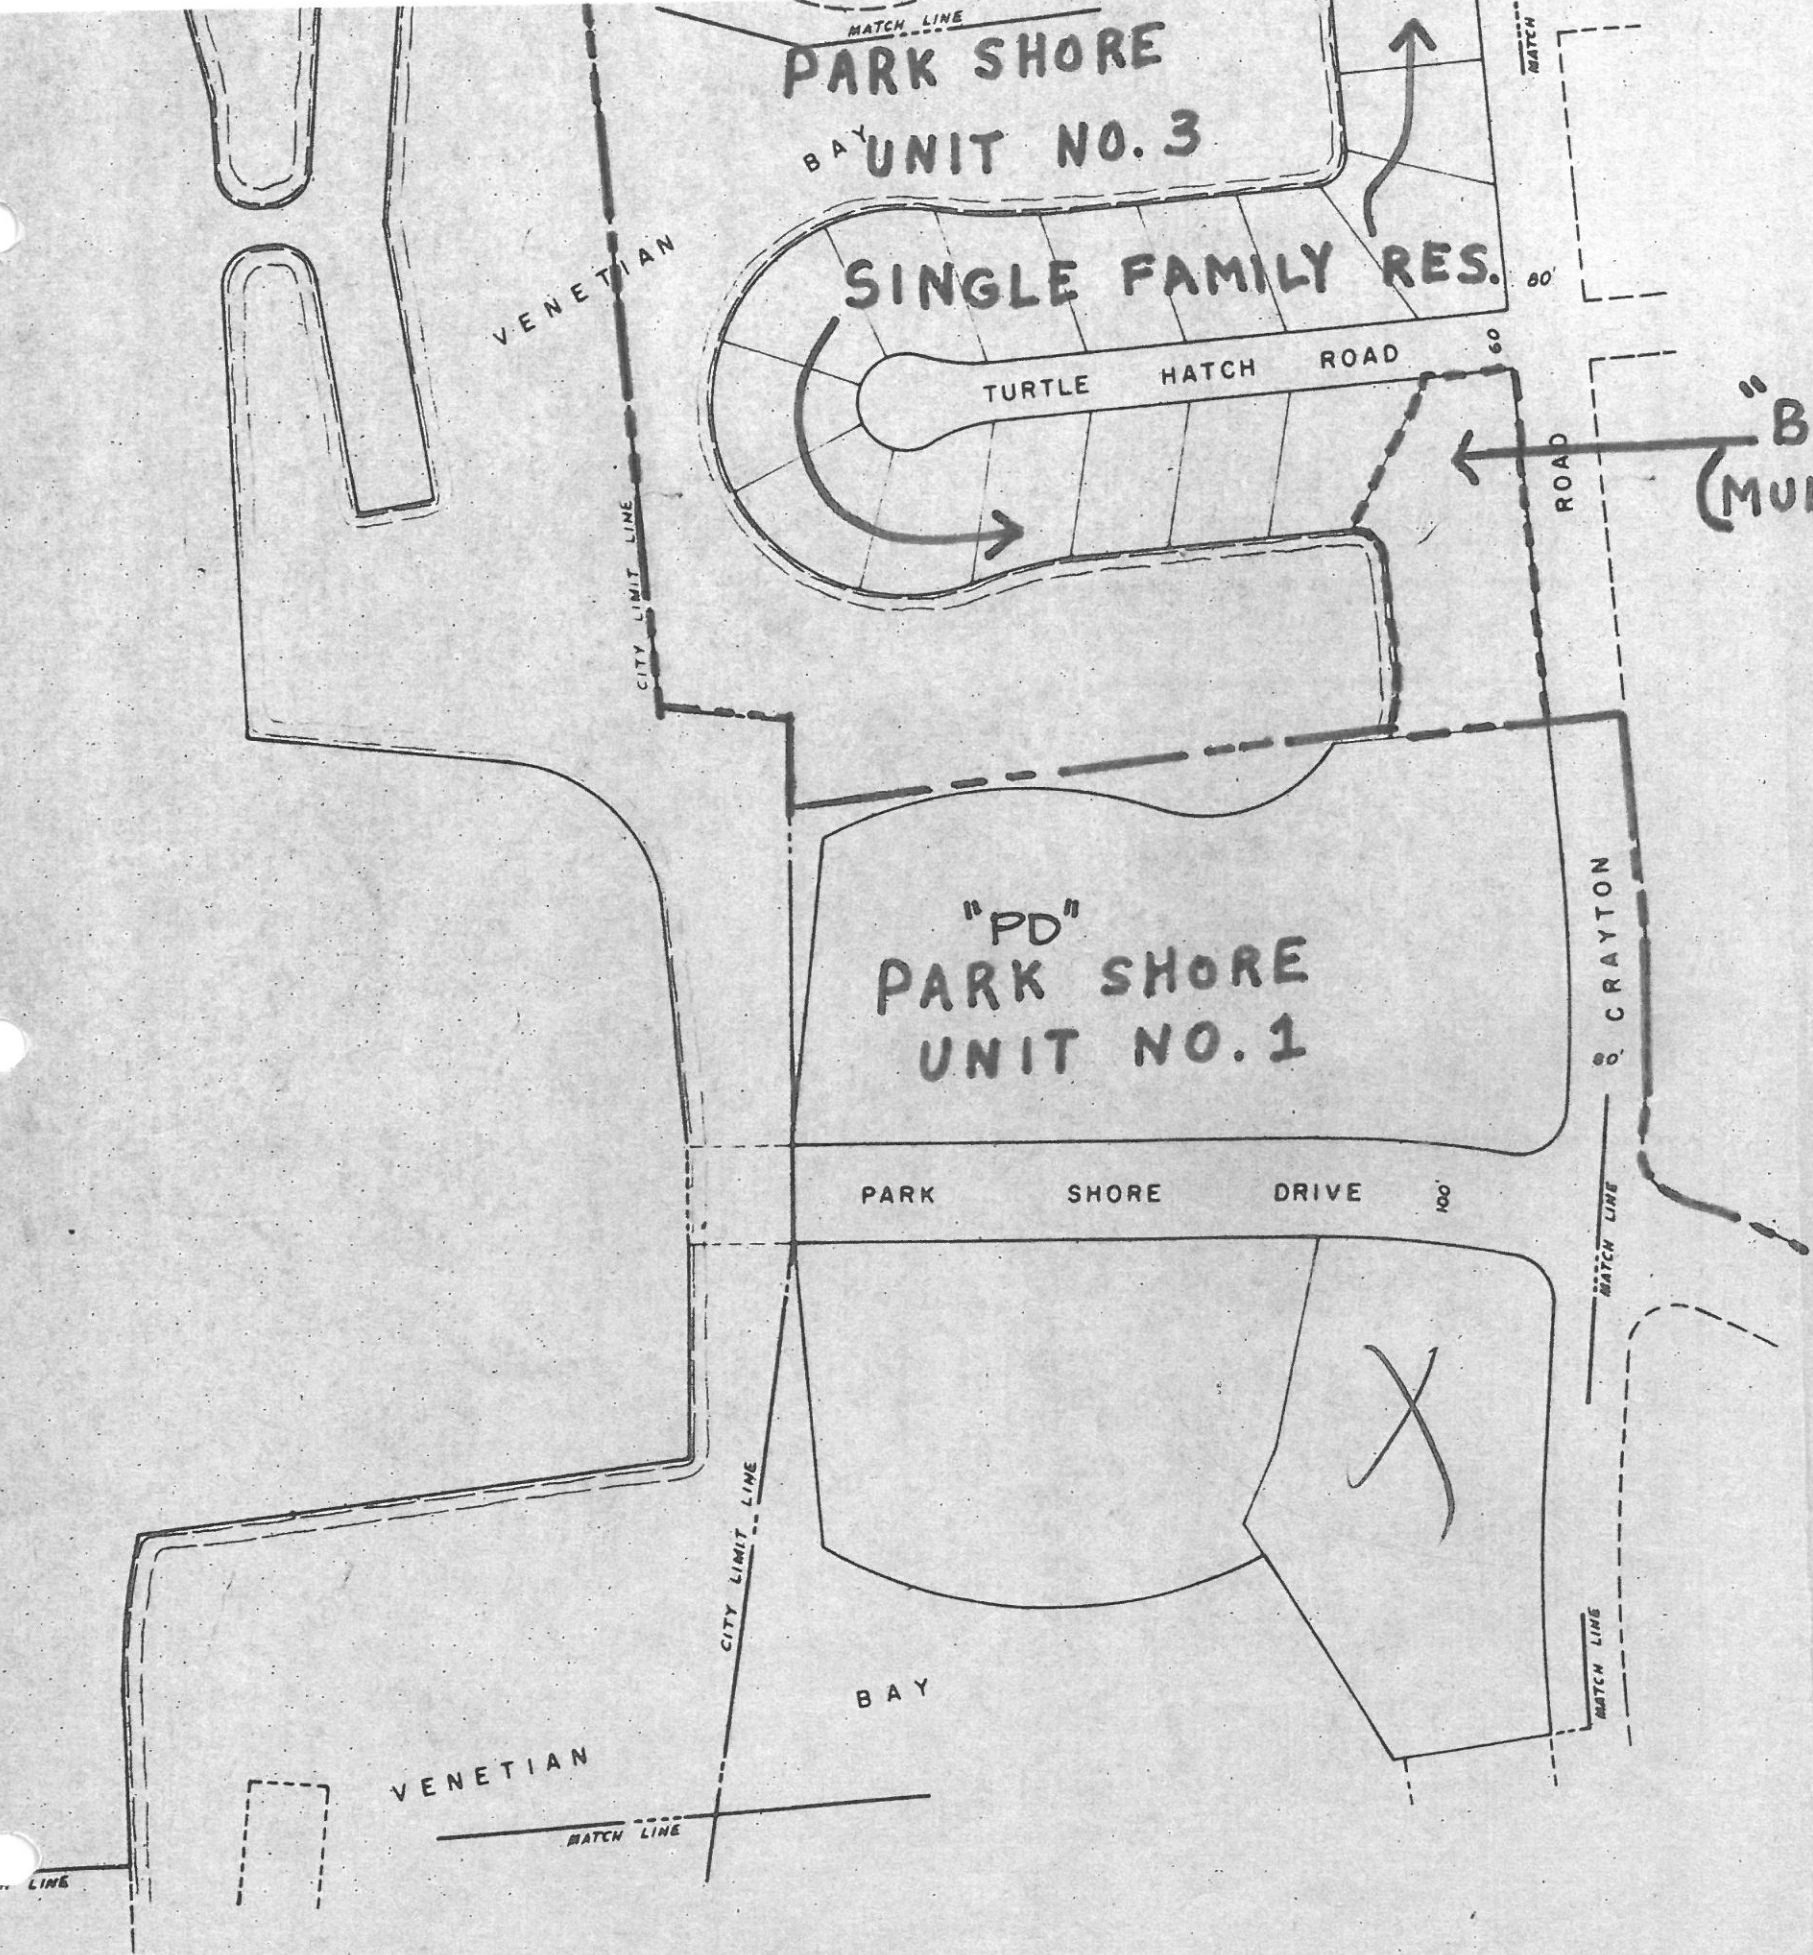 MATCH LINE
MATCH
PARK SHORE
BAY
UNIT NO. 3
VENETIAN
SINGLE FAMILY RES.
80'
60
TURTLE HATCH ROAD
"B
ROAD
CITY LIMIT LINE
"PD"
PARK SHORE
UNIT NO. 1
CRAYTON
80'
PARK SHORE DRIVE
100'
MATCH LINE
X
CITY LIMIT LINE
MATCH LINE
BAY
VENETIAN
MATCH LINE
LINE